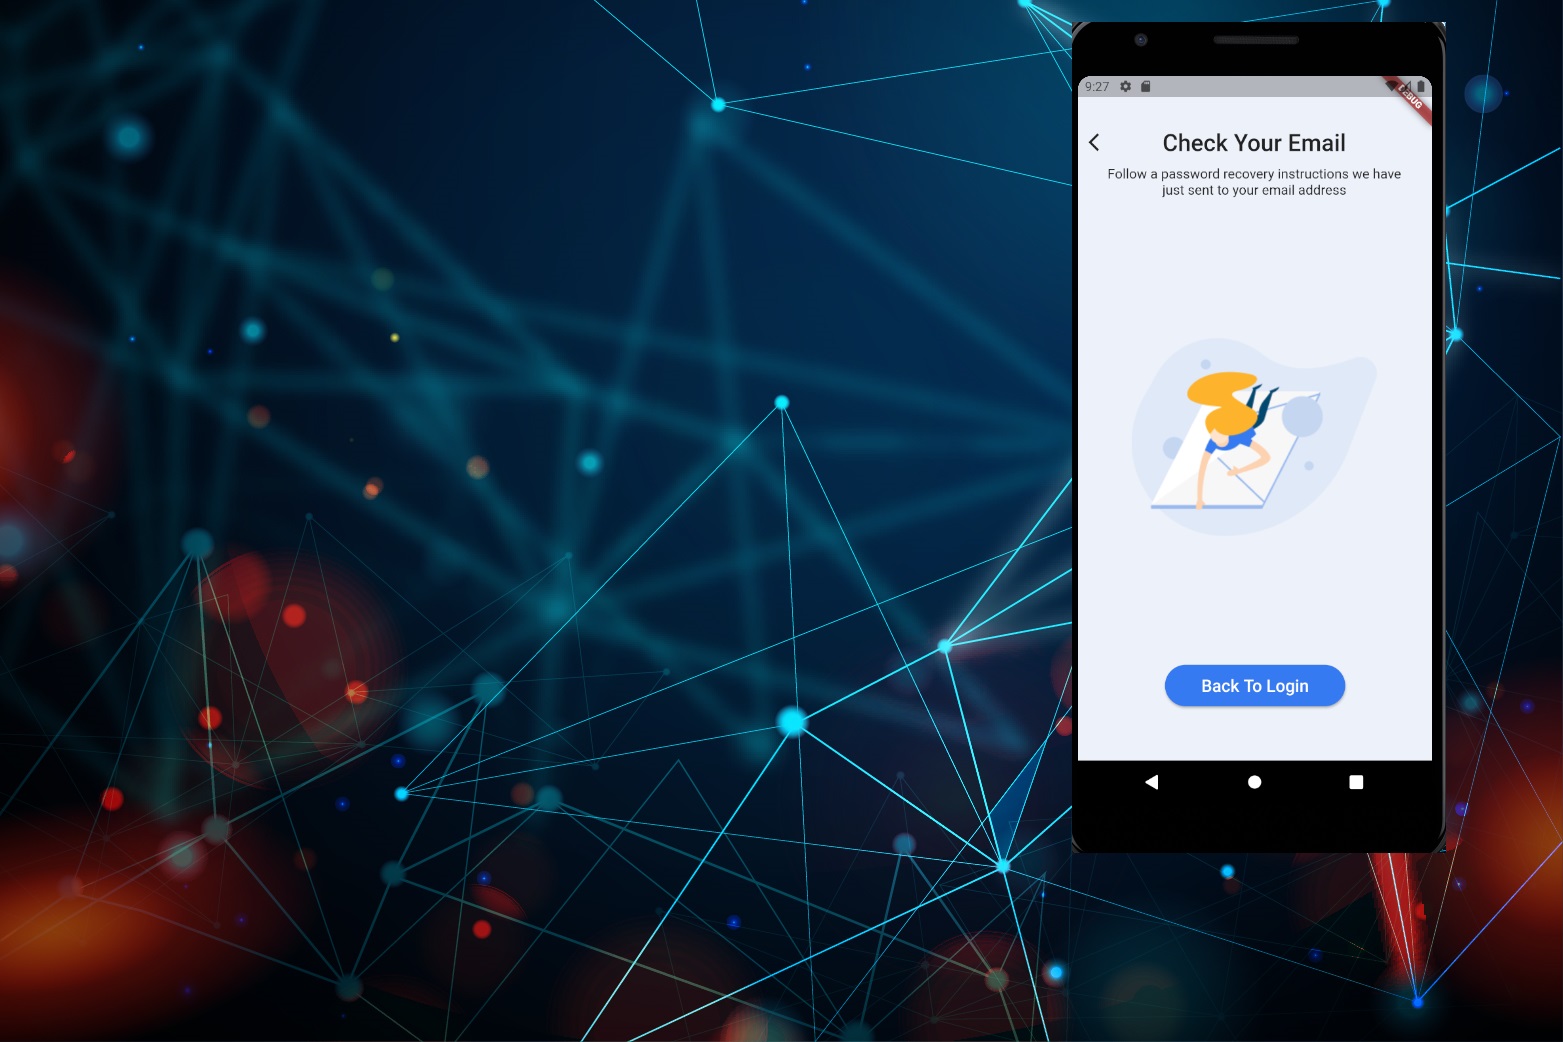 9:27
DEBUG
Check Your Email
Follow a password recovery instructions we have
just sent to your email address
Back To Login